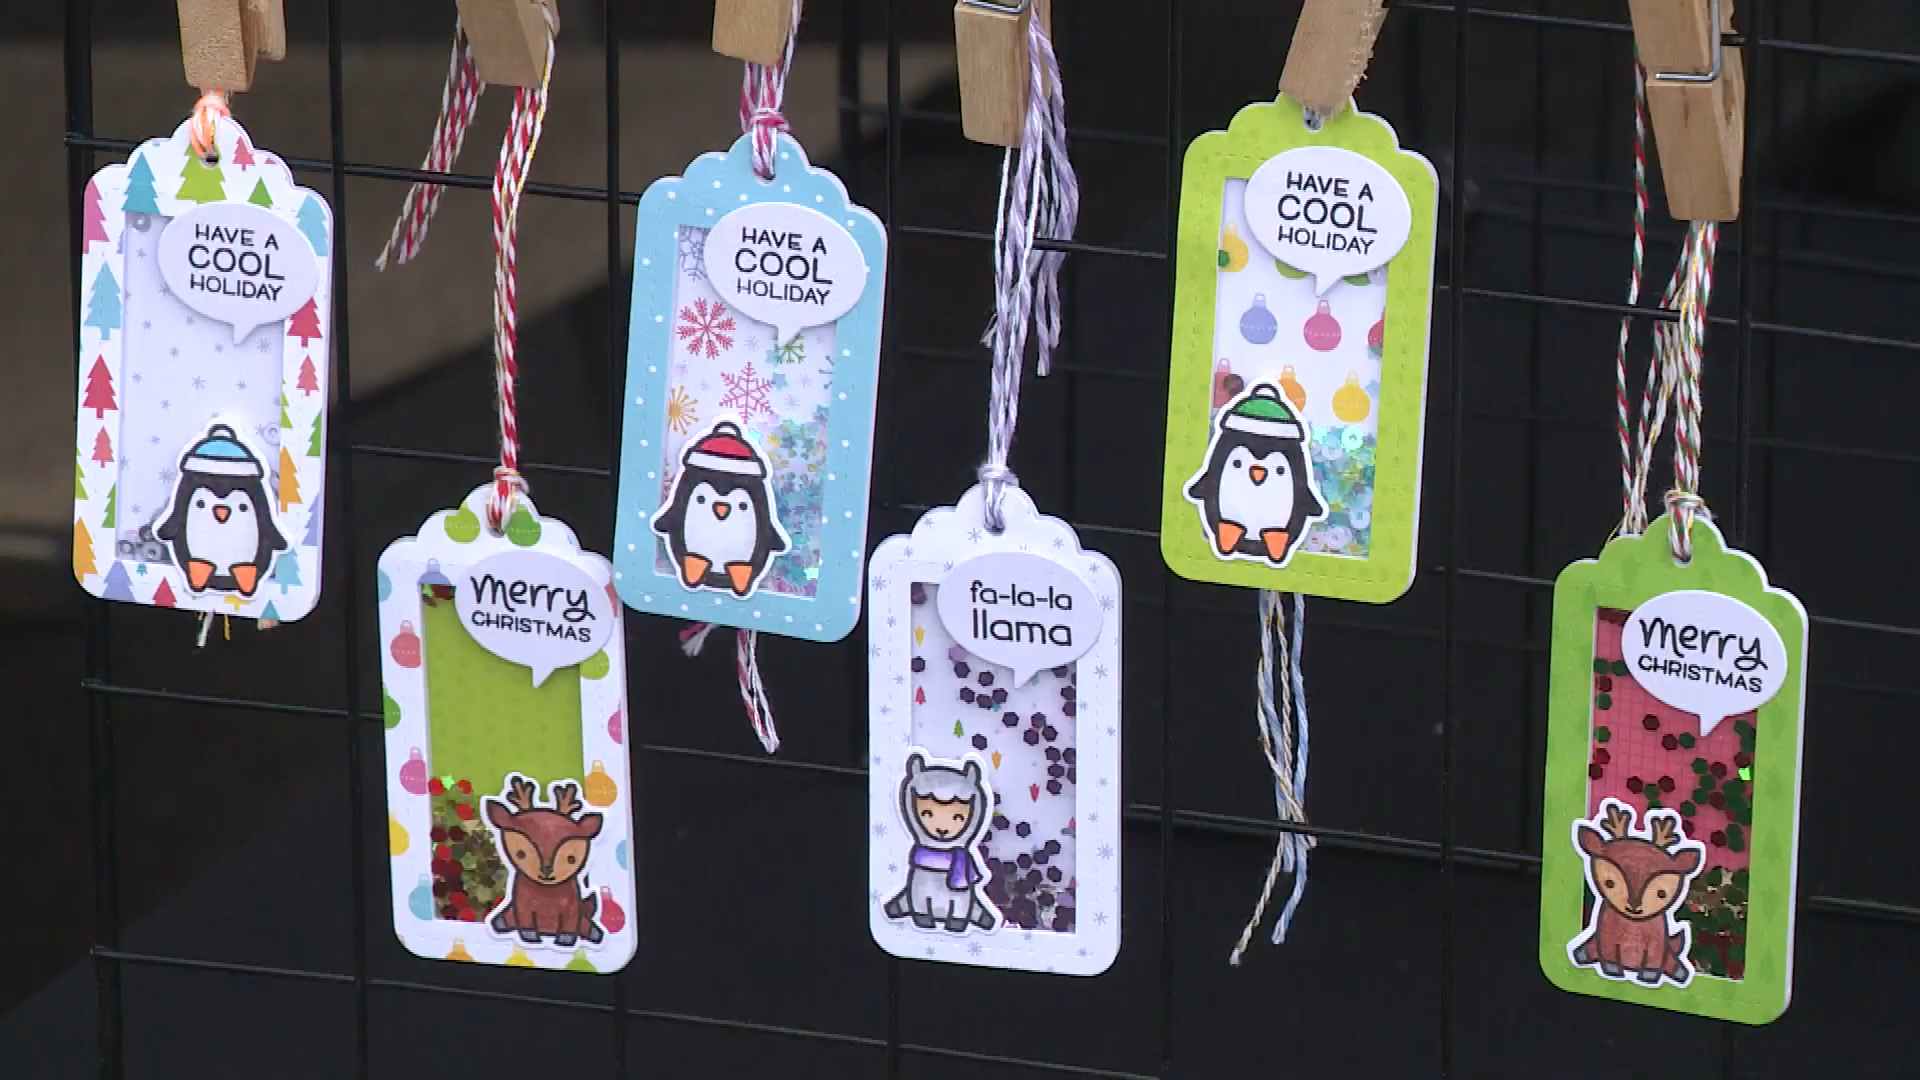 HAVE A
COOL
HOLIDAY
Merry
CHRISTMAS
HAVE A
COOL
HOLIDAY
fa-la-la
llama
HAVE A
COOL
HOLIDAY
Merry
CHRISTMAS